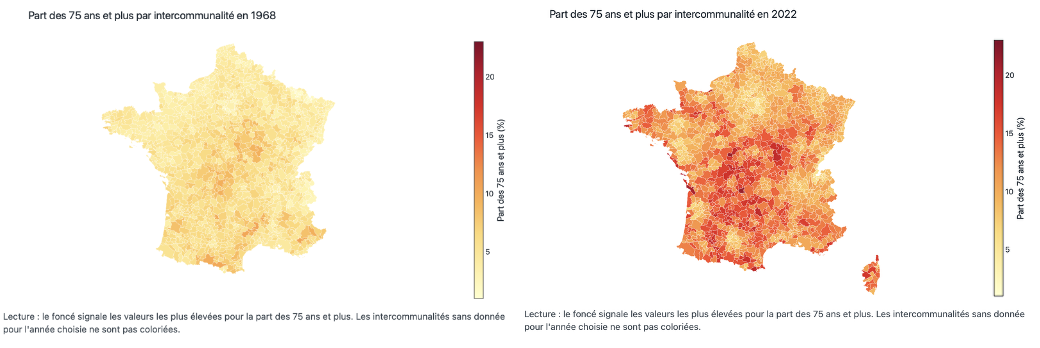 Part des 75 ans et plus par intercommunalité en 1968
20
15
10
5
Part des 75 ans et plus (%)
Lecture : le foncé signale les valeurs les plus élevées pour la part des 75 ans et plus. Les intercommunalités sans donnée
pour l'année choisie ne sont pas coloriées.
Part des 75 ans et plus par intercommunalité en 2022
20
15
10
5
Part des 75 ans et plus (%)
Lecture : le foncé signale les valeurs les plus élevées pour la part des 75 ans et plus. Les intercommunalités sans donnée
pour l'année choisie ne sont pas coloriées.